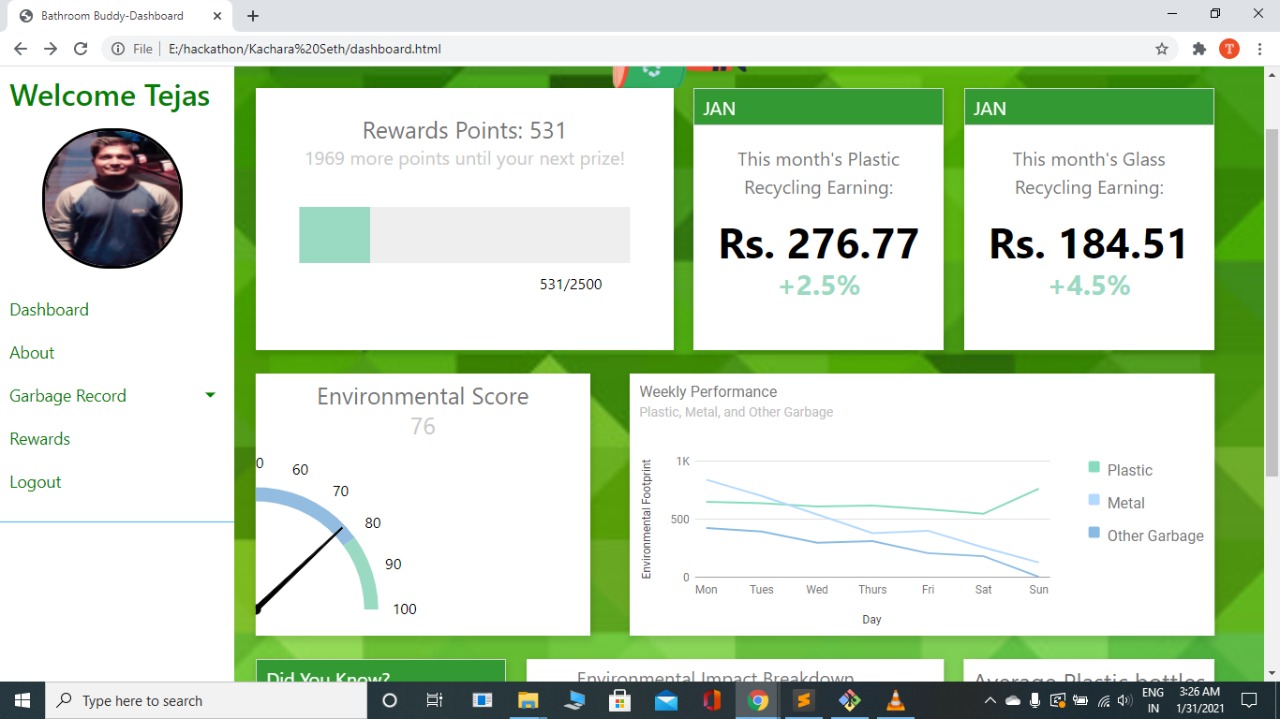 Bathroom Buddy-Dashboard
File
E:/hackathon/Kachara%20Seth/dashboard.html
T
Welcome Tejas
Dashboard
About
Garbage Record
Rewards
Logout
Rewards Points: 531
1969 more points until your next prize!
531/2500
JAN
This month's Plastic
Recycling Earning:
Rs. 276.77
+2.5%
JAN
This month's Glass
Recycling Earning:
Rs. 184.51
+4.5%
Environmental Score
76
0
60
70
80
90
100
Weekly Performance
Plastic, Metal, and Other Garbage
Environmental Footprint
1K
500
0
Mon Tues Wed Thurs Fri Sat Sun
Day
Plastic
Metal
Other Garbage
Did You Know?
Environmental Impact Breakdown
Average Plastic bottles
Type here to search
ENG
IN
3:26 AM
1/31/2021